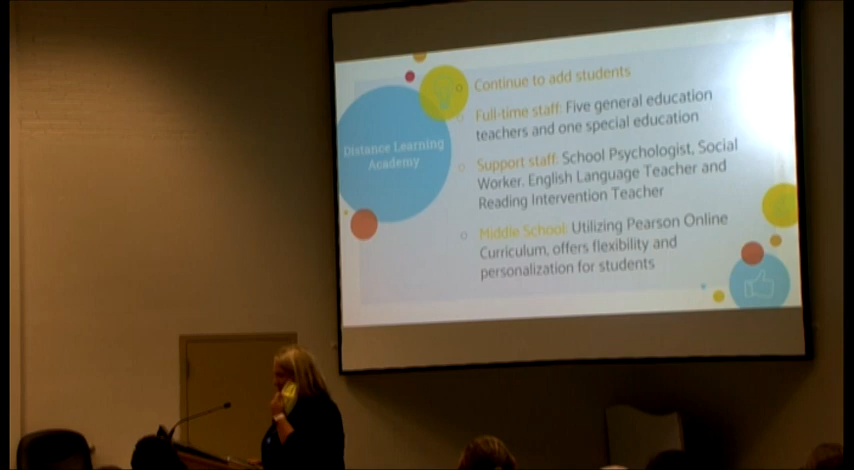 Distance Learning
Academy
Continue to add students
Full-time staff: Five general education
teachers and one special education
Support staff: School Psychologist, Social
Worker, English Language Teacher and
Reading Intervention Teacher
Middle School: Utilizing Pearson Online
Curriculum, offers flexibility and
personalization for students